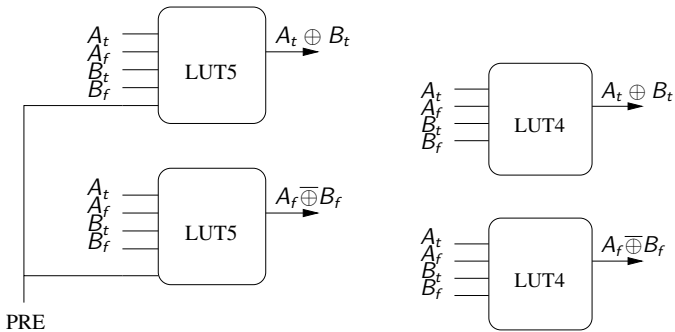 A_t
A_f
B_t
B_f
LUT5
A_t ⊕ B_t
A_t
A_f
B_t
B_f
LUT5
A_f ⊕̅ B_f
PRE
A_t
A_f
B_t
B_f
LUT4
A_t ⊕ B_t
A_t
A_f
B_t
B_f
LUT4
A_f ⊕̅ B_f